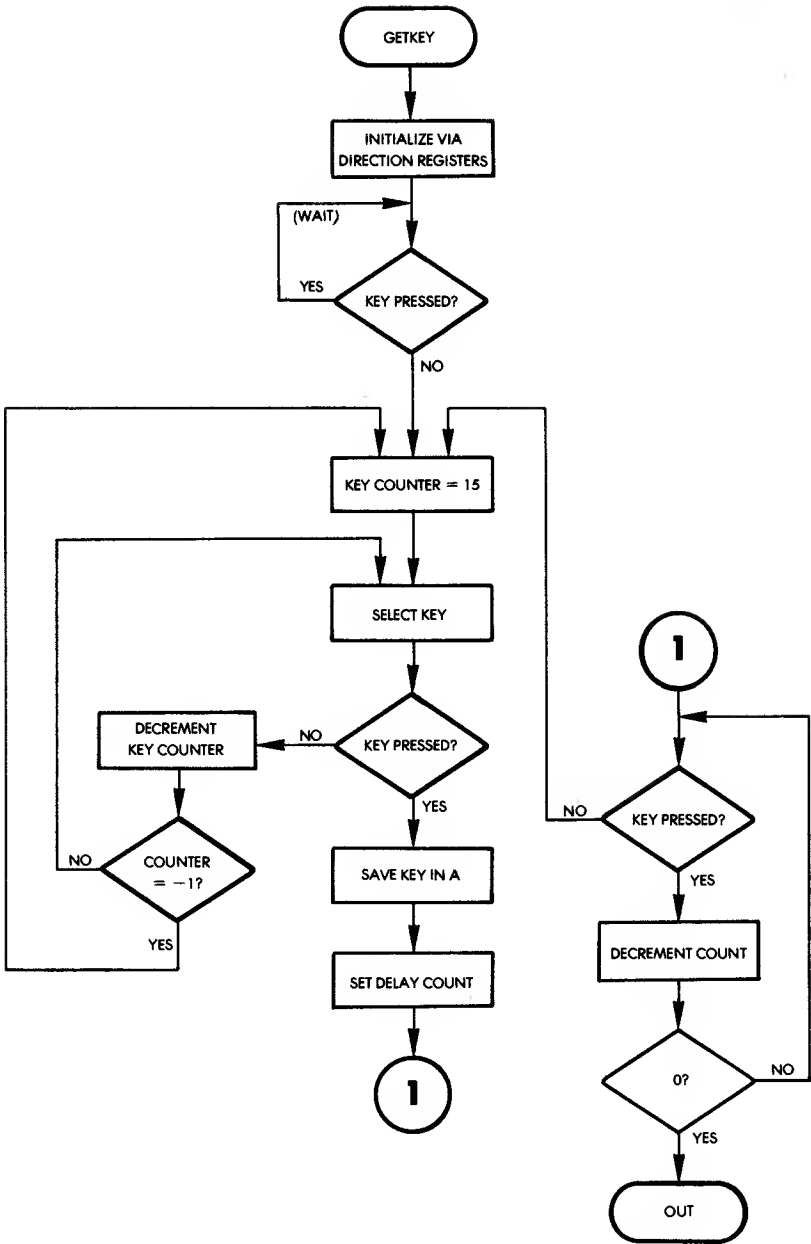 GETKEY
INITIALIZE VIA
DIRECTION REGISTERS
(WAIT)
YES
KEY PRESSED?
NO
KEY COUNTER = 15
SELECT KEY
DECREMENT
KEY COUNTER
NO
KEY PRESSED?
YES
NO
COUNTER
= −1?
YES
SAVE KEY IN A
SET DELAY COUNT
1
1
NO
KEY PRESSED?
YES
DECREMENT COUNT
0?
NO
YES
OUT